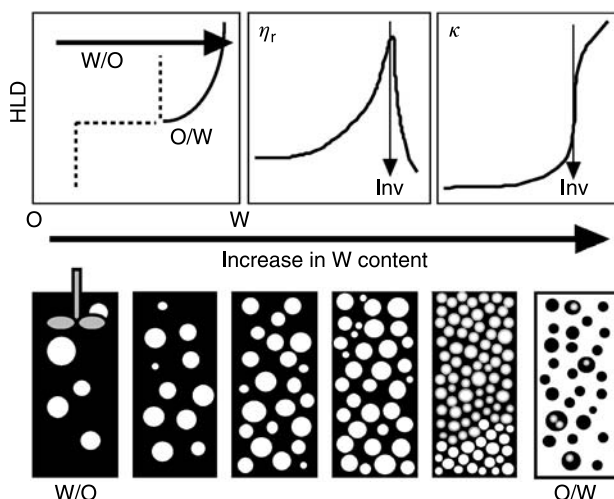 HLD
W/O
O/W
ηr
Inv
κ
Inv
O
W
Increase in W content
W/O
O/W